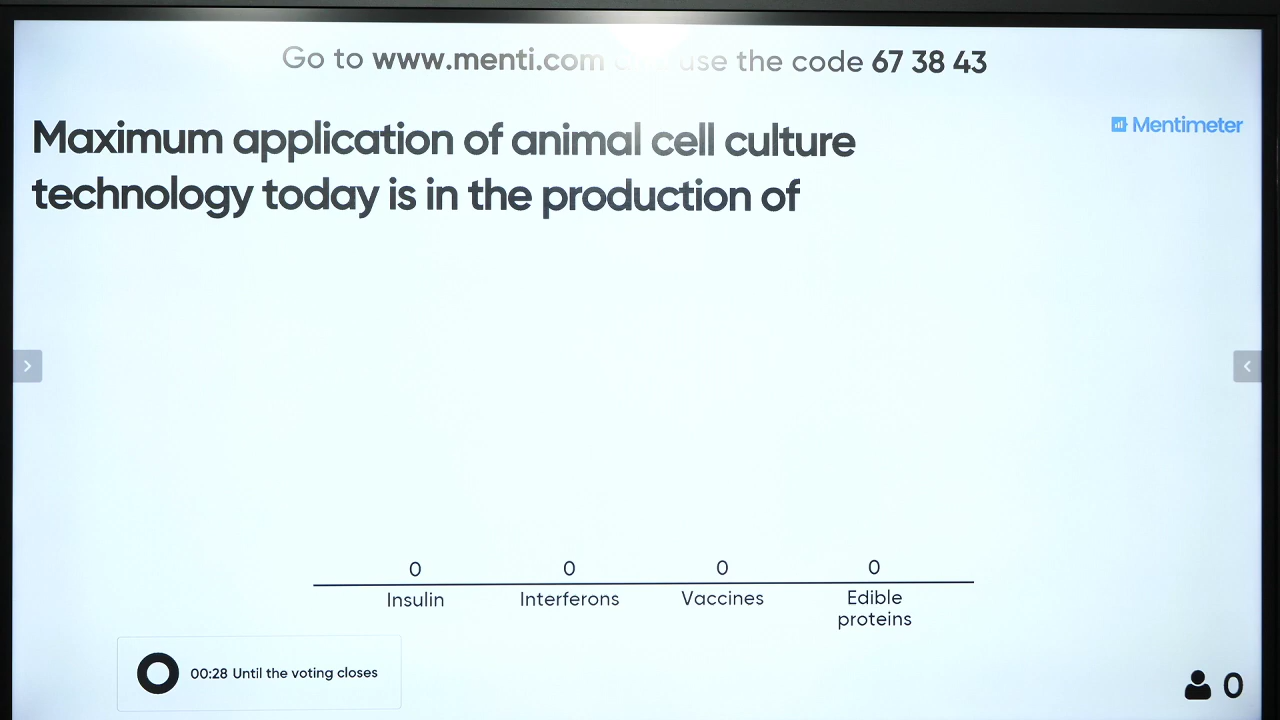 Go to www.menti.com use the code 67 38 43
Maximum application of animal cell culture
technology today is in the production of
Mentimeter
0 0 0 0
Insulin Interferons Vaccines Edible
proteins
00:28 Until the voting closes
0